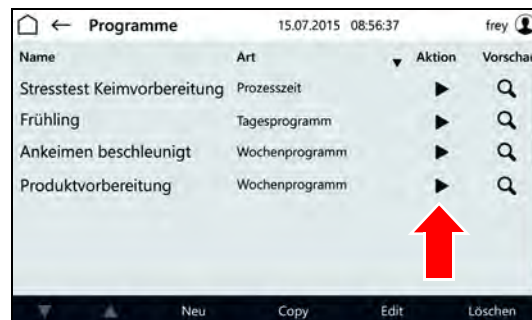 Programme 15.07.2015 08:56:37 frey
Name Art Aktion Vorschau
Stresstest Keimvorbereitung Prozesszeit
Frühling Tagesprogramm
Ankeimen beschleunigt Wochenprogramm
Produktvorbereitung Wochenprogramm
Neu Copy Edit Löschen